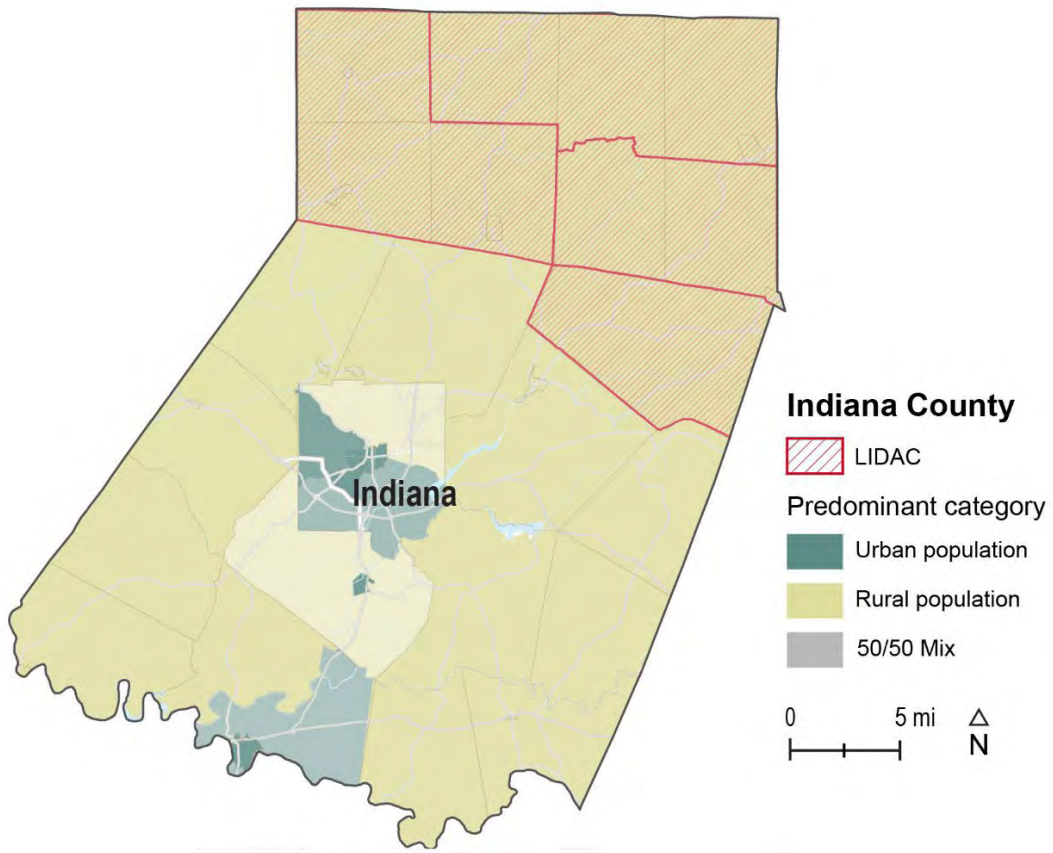 Indiana
Indiana County
LIDAC
Predominant category
Urban population
Rural population
50/50 Mix
0 5 mi
N